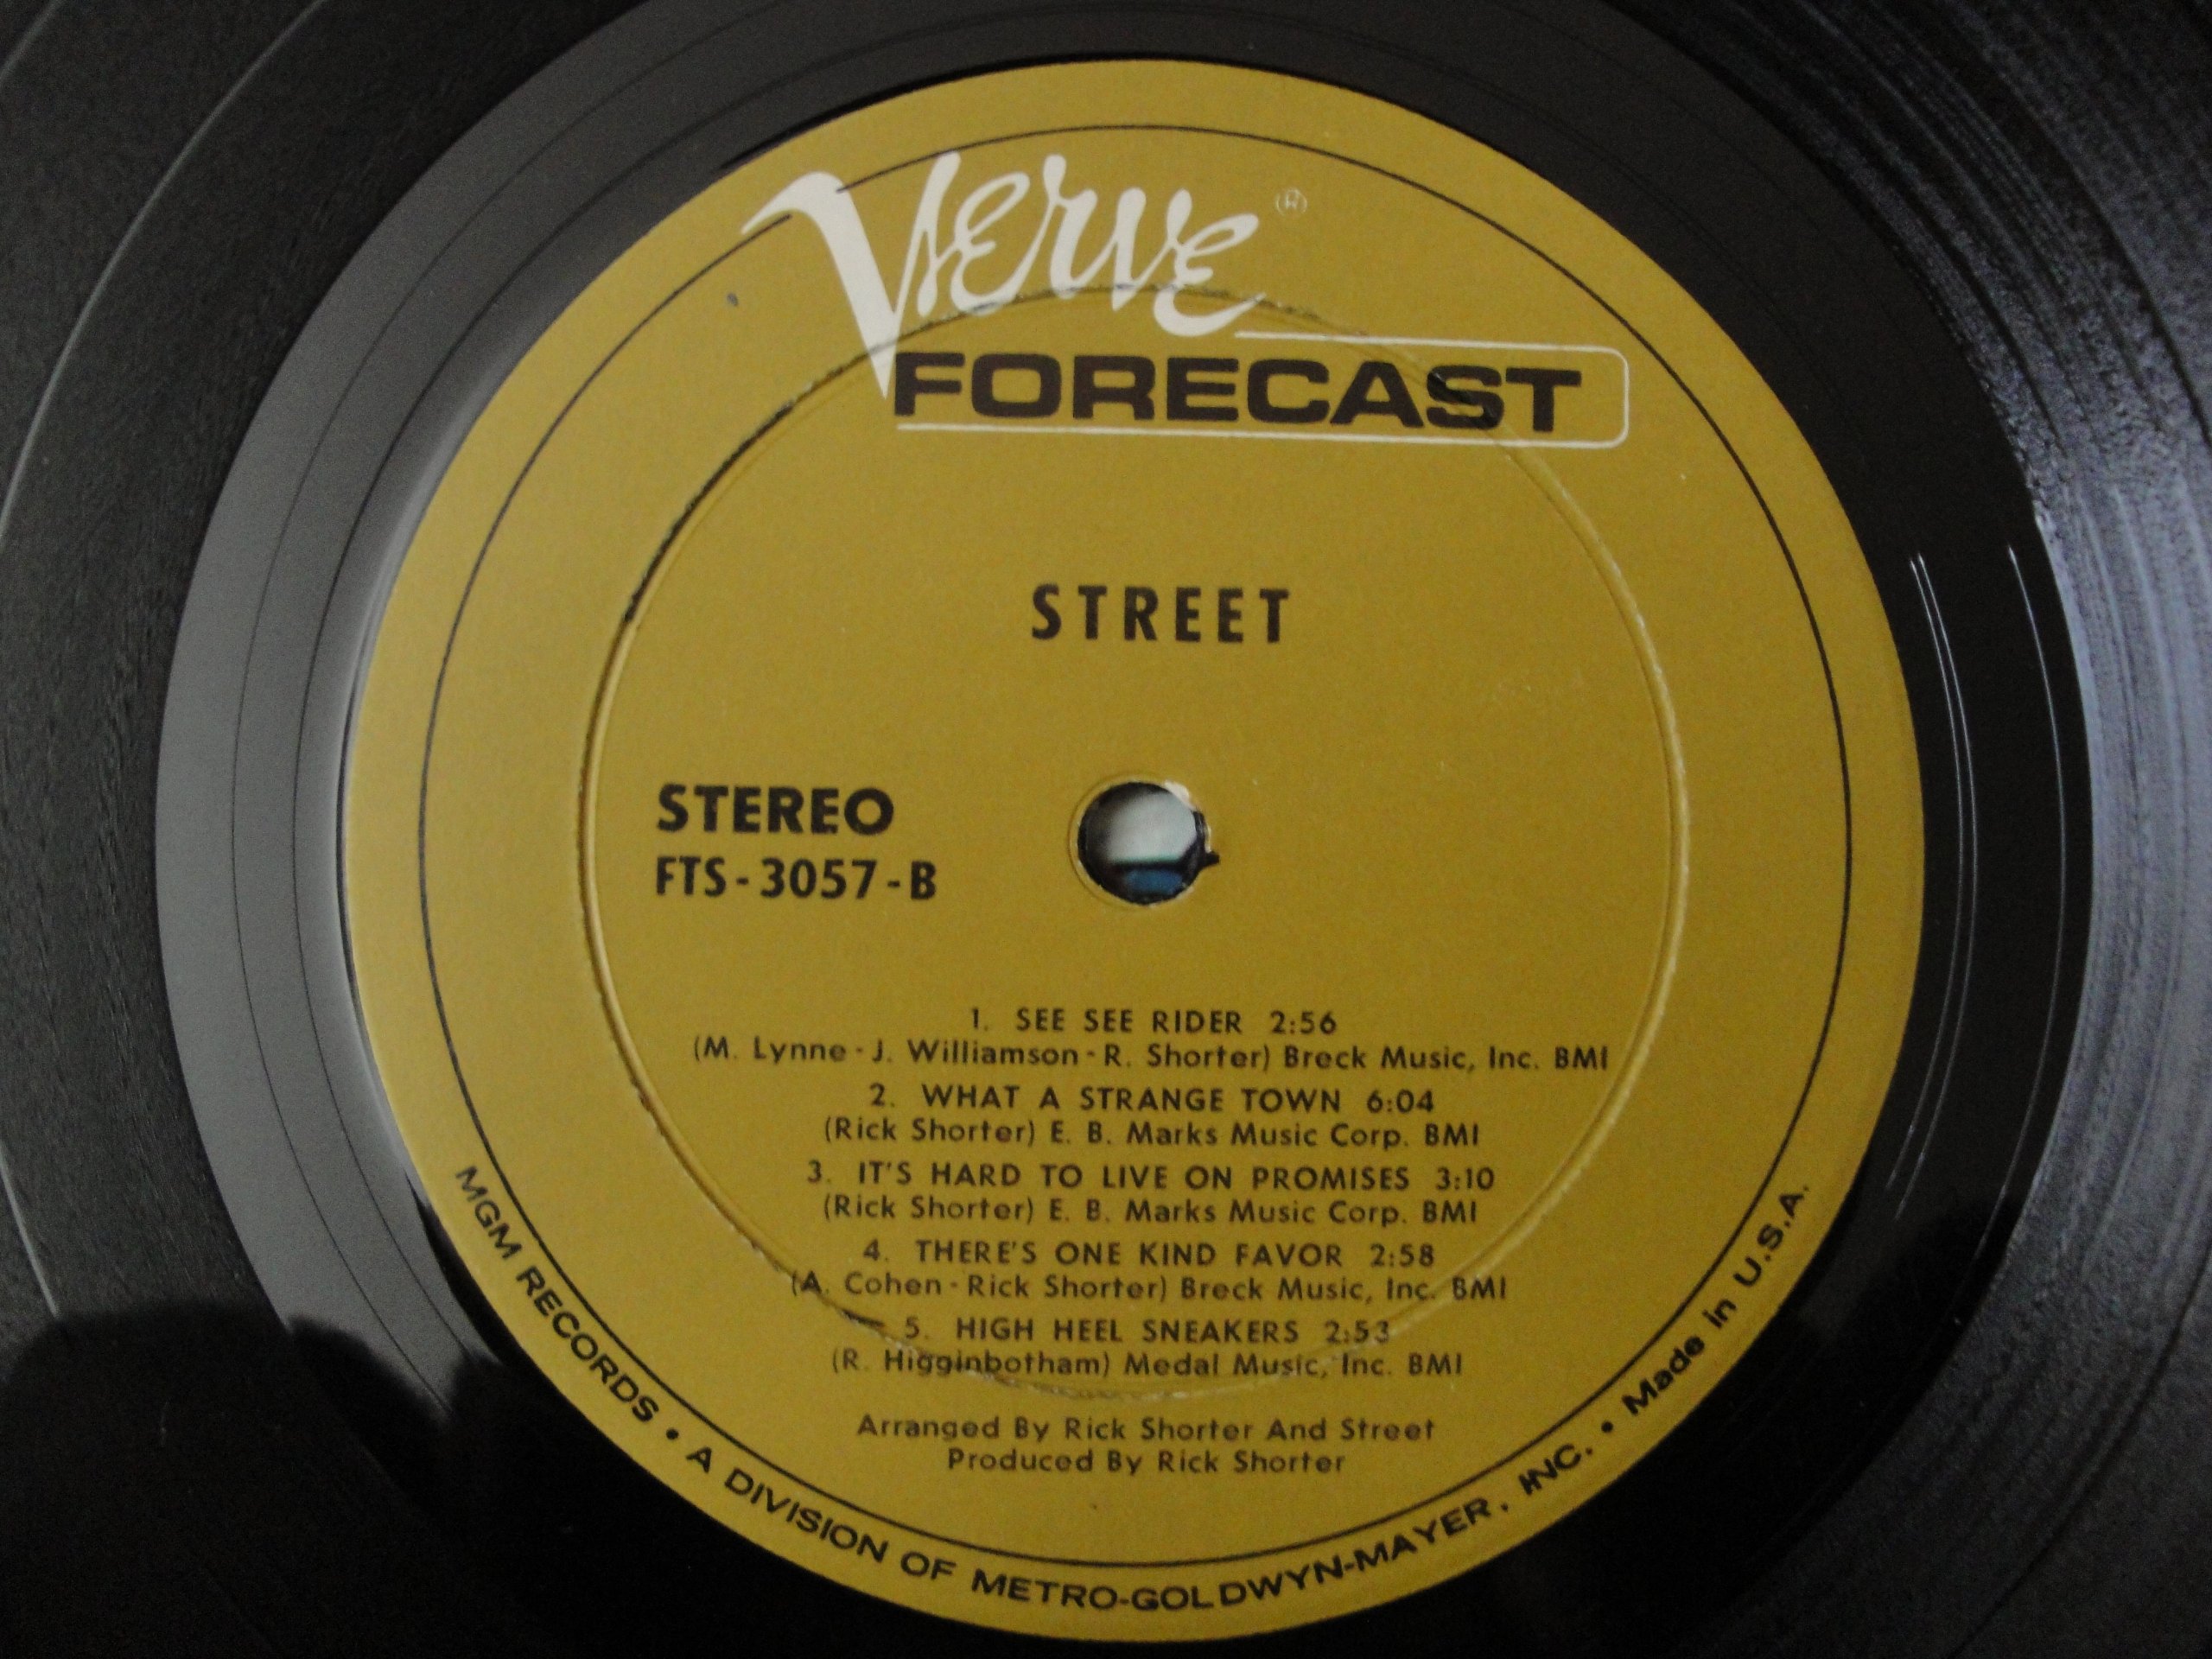 Verve ®
FORECAST
STREET
STEREO
FTS-3057-B
1. SEE SEE RIDER 2:56
(M. Lynne-J. Williamson-R. Shorter) Breck Music, Inc. BMI
2. WHAT A STRANGE TOWN 6:04
(Rick Shorter) E. B. Marks Music Corp. BMI
3. IT'S HARD TO LIVE ON PROMISES 3:10
(Rick Shorter) E. B. Marks Music Corp. BMI
4. THERE'S ONE KIND FAVOR 2:58
(A. Cohen-Rick Shorter) Breck Music, Inc. BMI
5. HIGH HEEL SNEAKERS 2:53
(R. Higginbotham) Medal Music, Inc. BMI
Arranged By Rick Shorter And Street
Produced By Rick Shorter
MGM RECORDS • A DIVISION OF METRO-GOLDWYN-MAYER, INC. • Made in U.S.A.